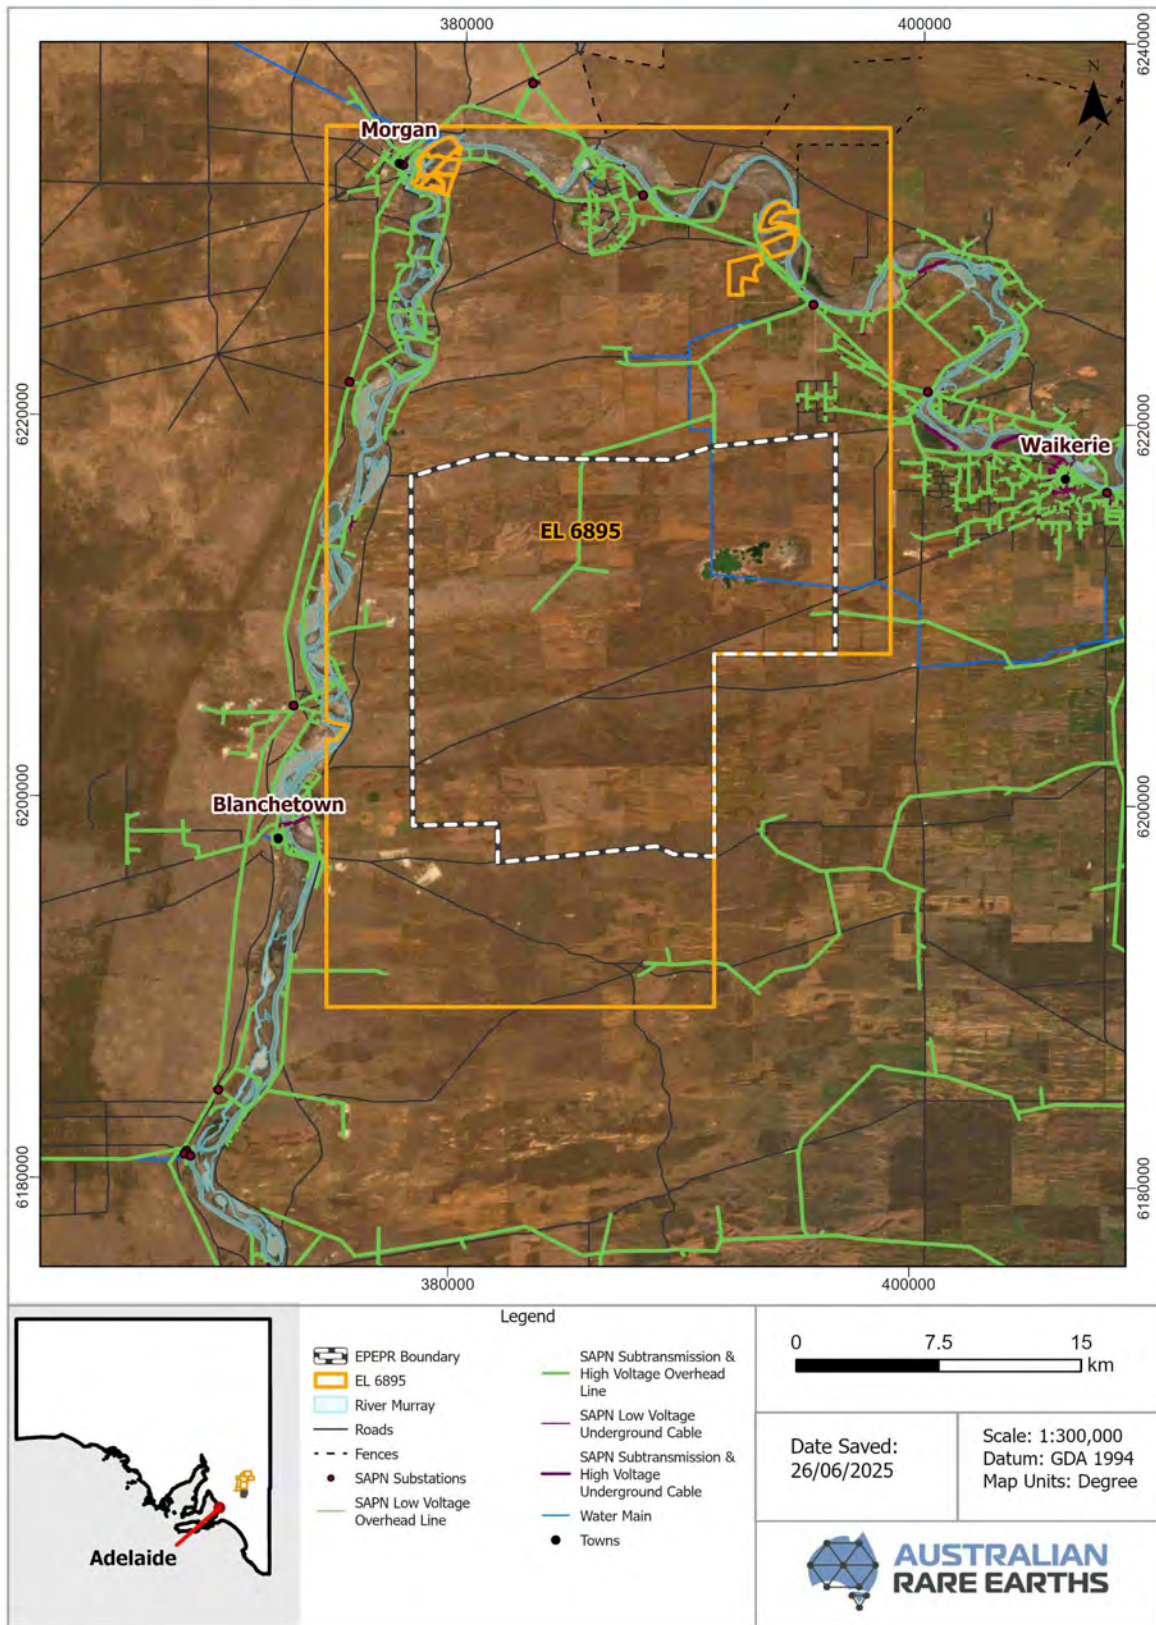 380000
400000
6240000
N
Morgan
6220000
6220000
Waikerie
EL 6895
Blanchetown
6200000
6200000
6180000
6180000
380000
400000
Legend
EPEPR Boundary
EL 6895
River Murray
Roads
Fences
SAPN Substations
SAPN Low Voltage
Overhead Line
SAPN Subtransmission &
High Voltage Overhead
Line
SAPN Low Voltage
Underground Cable
SAPN Subtransmission &
High Voltage
Underground Cable
Water Main
Towns
0 7.5 15
km
Date Saved:
26/06/2025
Scale: 1:300,000
Datum: GDA 1994
Map Units: Degree
Adelaide
AUSTRALIAN
RARE EARTHS